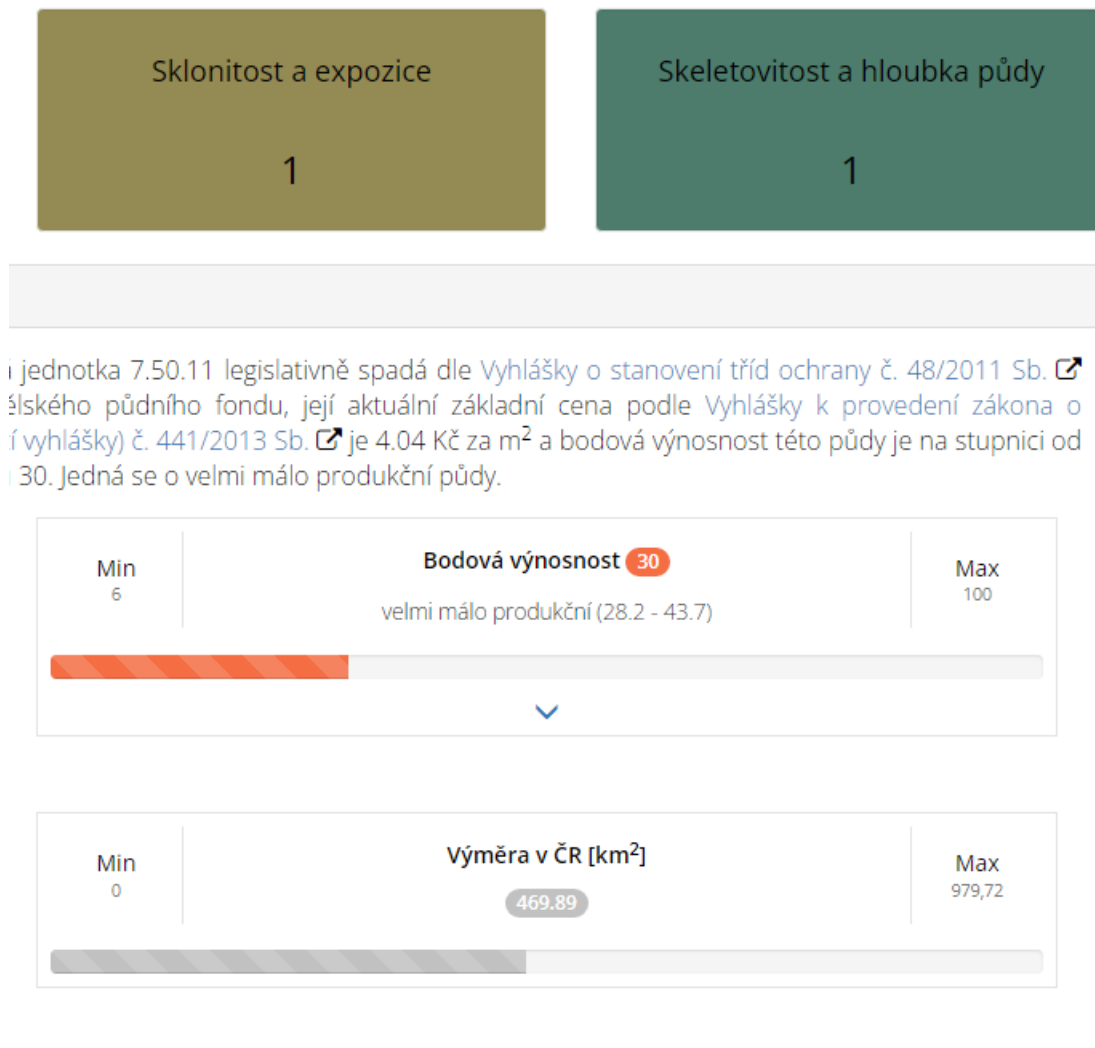 Sklonitost a expozice
1
Skeletovitost a hloubka půdy
1
jednotka 7.50.11 legislativně spadá dle Vyhlášky o stanovení tříd ochrany č. 48/2011 Sb.
élského půdního fondu, její aktuální základní cena podle Vyhlášky k provedení zákona o
í vyhlášky) č. 441/2013 Sb. je 4.04 Kč za m² a bodová výnosnost této půdy je na stupnici od
30. Jedná se o velmi málo produkční půdy.
Min
6
Bodová výnosnost 30
velmi málo produkční (28.2 - 43.7)
Max
100
Min
0
Výměra v ČR [km²]
469.89
Max
979,72